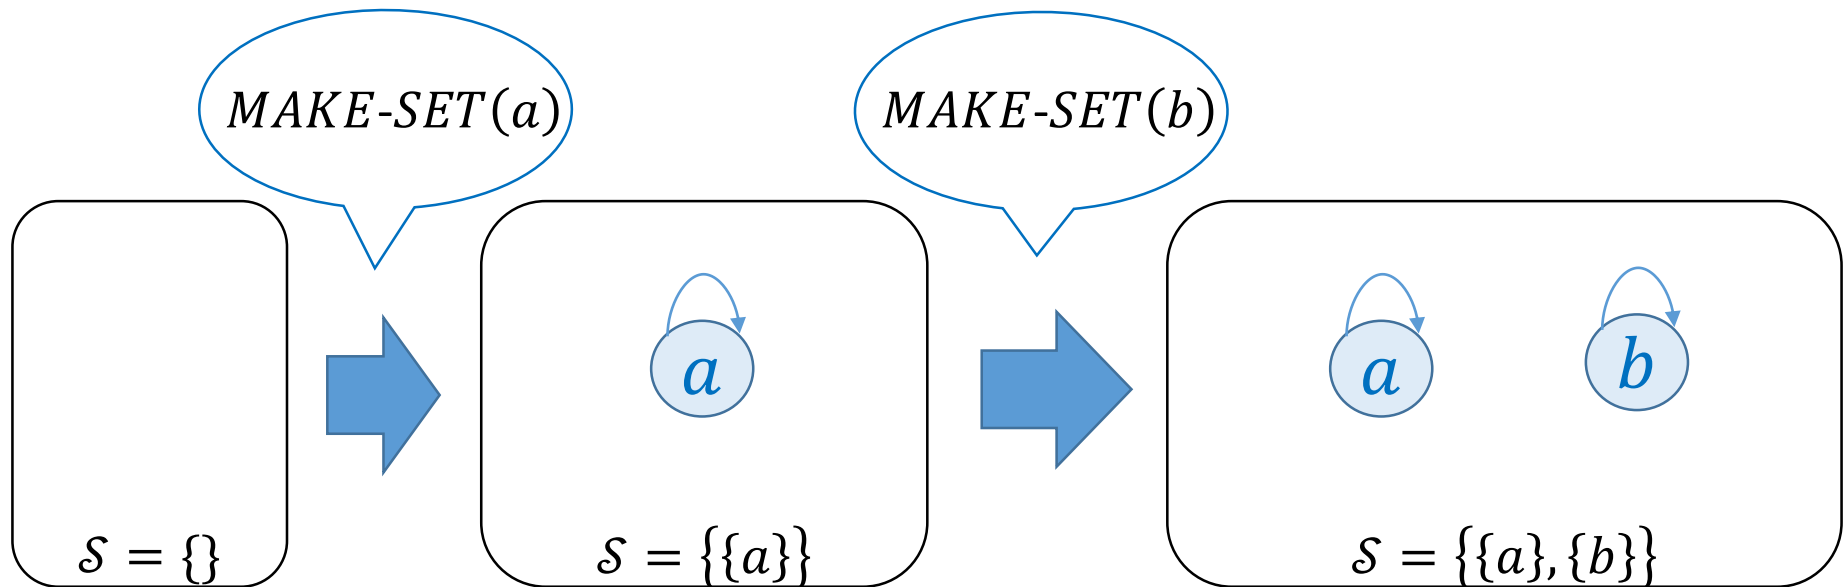 MAKE-SET(a)
MAKE-SET(b)
a
a
b
𝒮 = {}
𝒮 = {{a}}
𝒮 = {{a}, {b}}